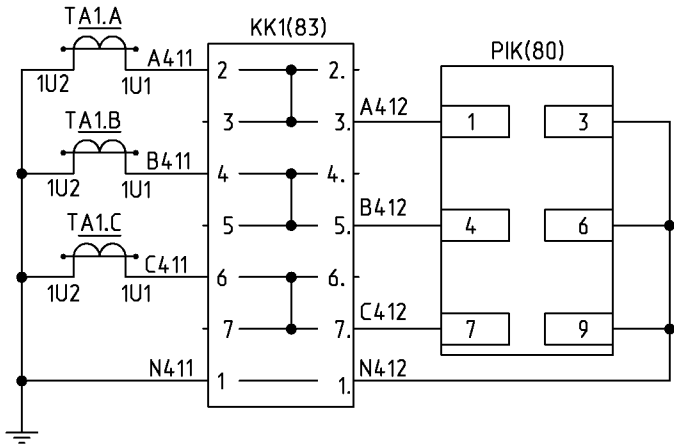 TA1.A
KK1(83)
PIK(80)
A411
1U2 1U1
2 2.
3 3.
A412
1 3
TA1.B
B411
1U2 1U1
4 4.
5 5.
B412
4 6
TA1.C
C411
1U2 1U1
6 6.
7 7.
C412
7 9
N411
1 1.
N412